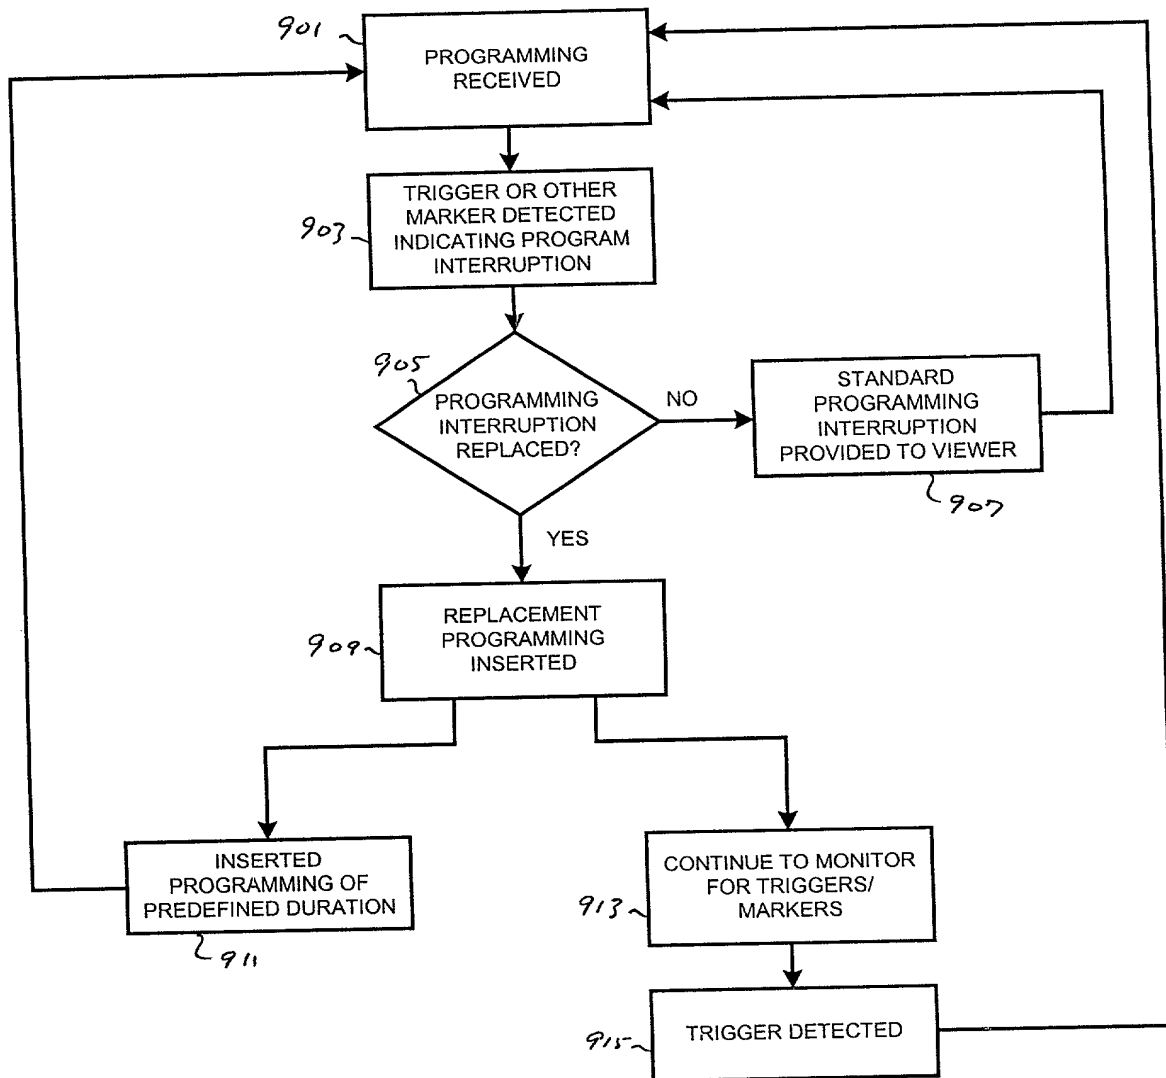 901
PROGRAMMING
RECEIVED
903
TRIGGER OR OTHER
MARKER DETECTED
INDICATING PROGRAM
INTERRUPTION
905
PROGRAMMING
INTERRUPTION
REPLACED?
NO
STANDARD
PROGRAMMING
INTERRUPTION
PROVIDED TO VIEWER
907
YES
909
REPLACEMENT
PROGRAMMING
INSERTED
INSERTED
PROGRAMMING OF
PREDEFINED DURATION
911
913
CONTINUE TO MONITOR
FOR TRIGGERS/
MARKERS
915
TRIGGER DETECTED